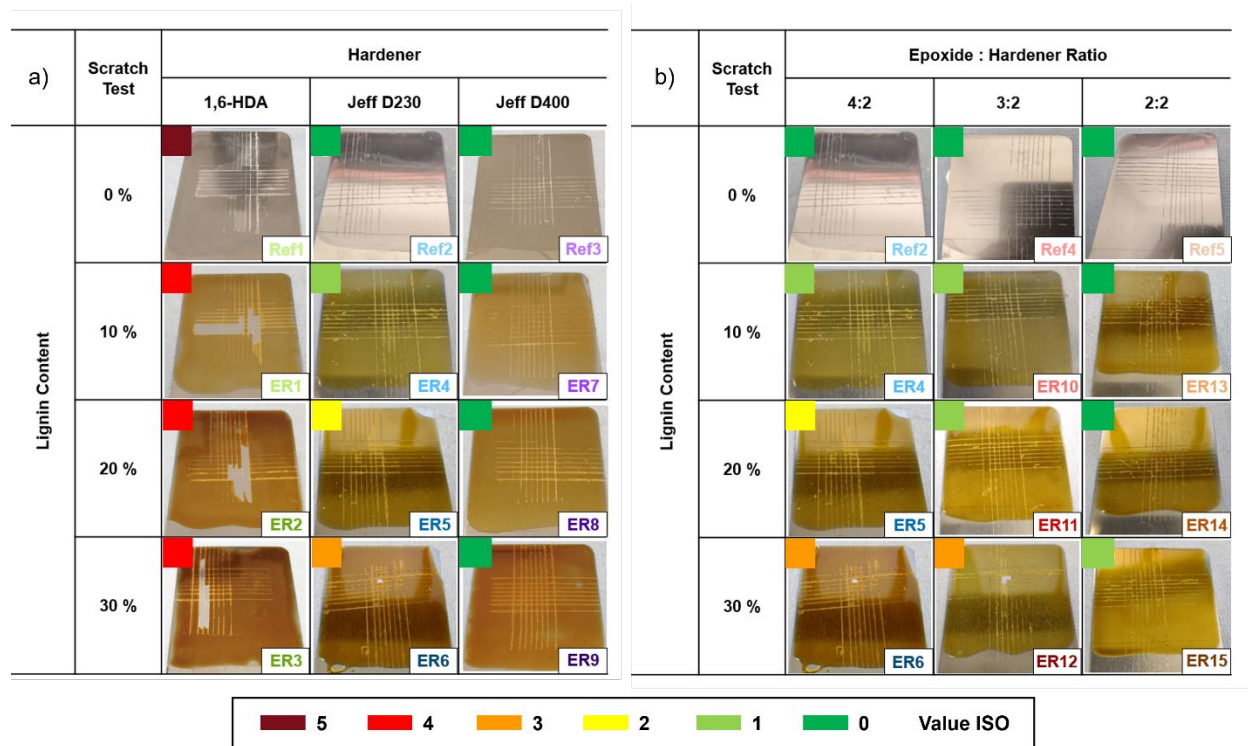 a)
Scratch
Test
Hardener
1,6-HDA
Jeff D230
Jeff D400
Lignin Content
0 %
Ref1
Ref2
Ref3
10 %
ER1
ER4
ER7
20 %
ER2
ER5
ER8
30 %
ER3
ER6
ER9
b)
Scratch
Test
Epoxide : Hardener Ratio
4:2
3:2
2:2
Lignin Content
0 %
Ref2
Ref4
Ref5
10 %
ER4
ER10
ER13
20 %
ER5
ER11
ER14
30 %
ER6
ER12
ER15
5 4 3 2 1 0 Value ISO